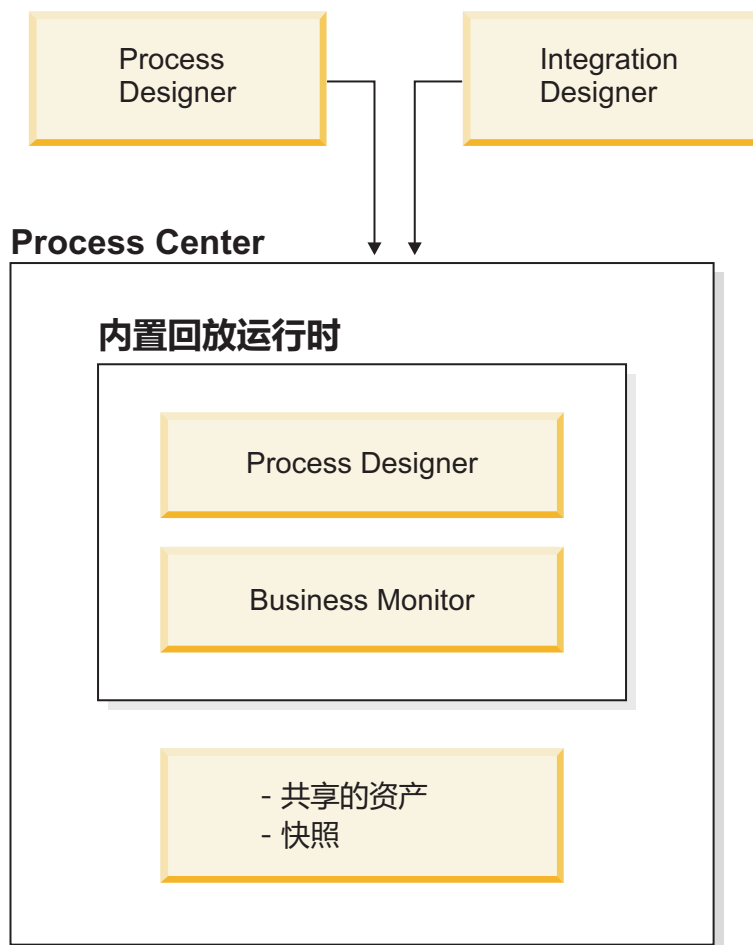 Process
Designer
Integration
Designer
Process Center
内置回放运行时
Process Designer
Business Monitor
- 共享的资产
- 快照